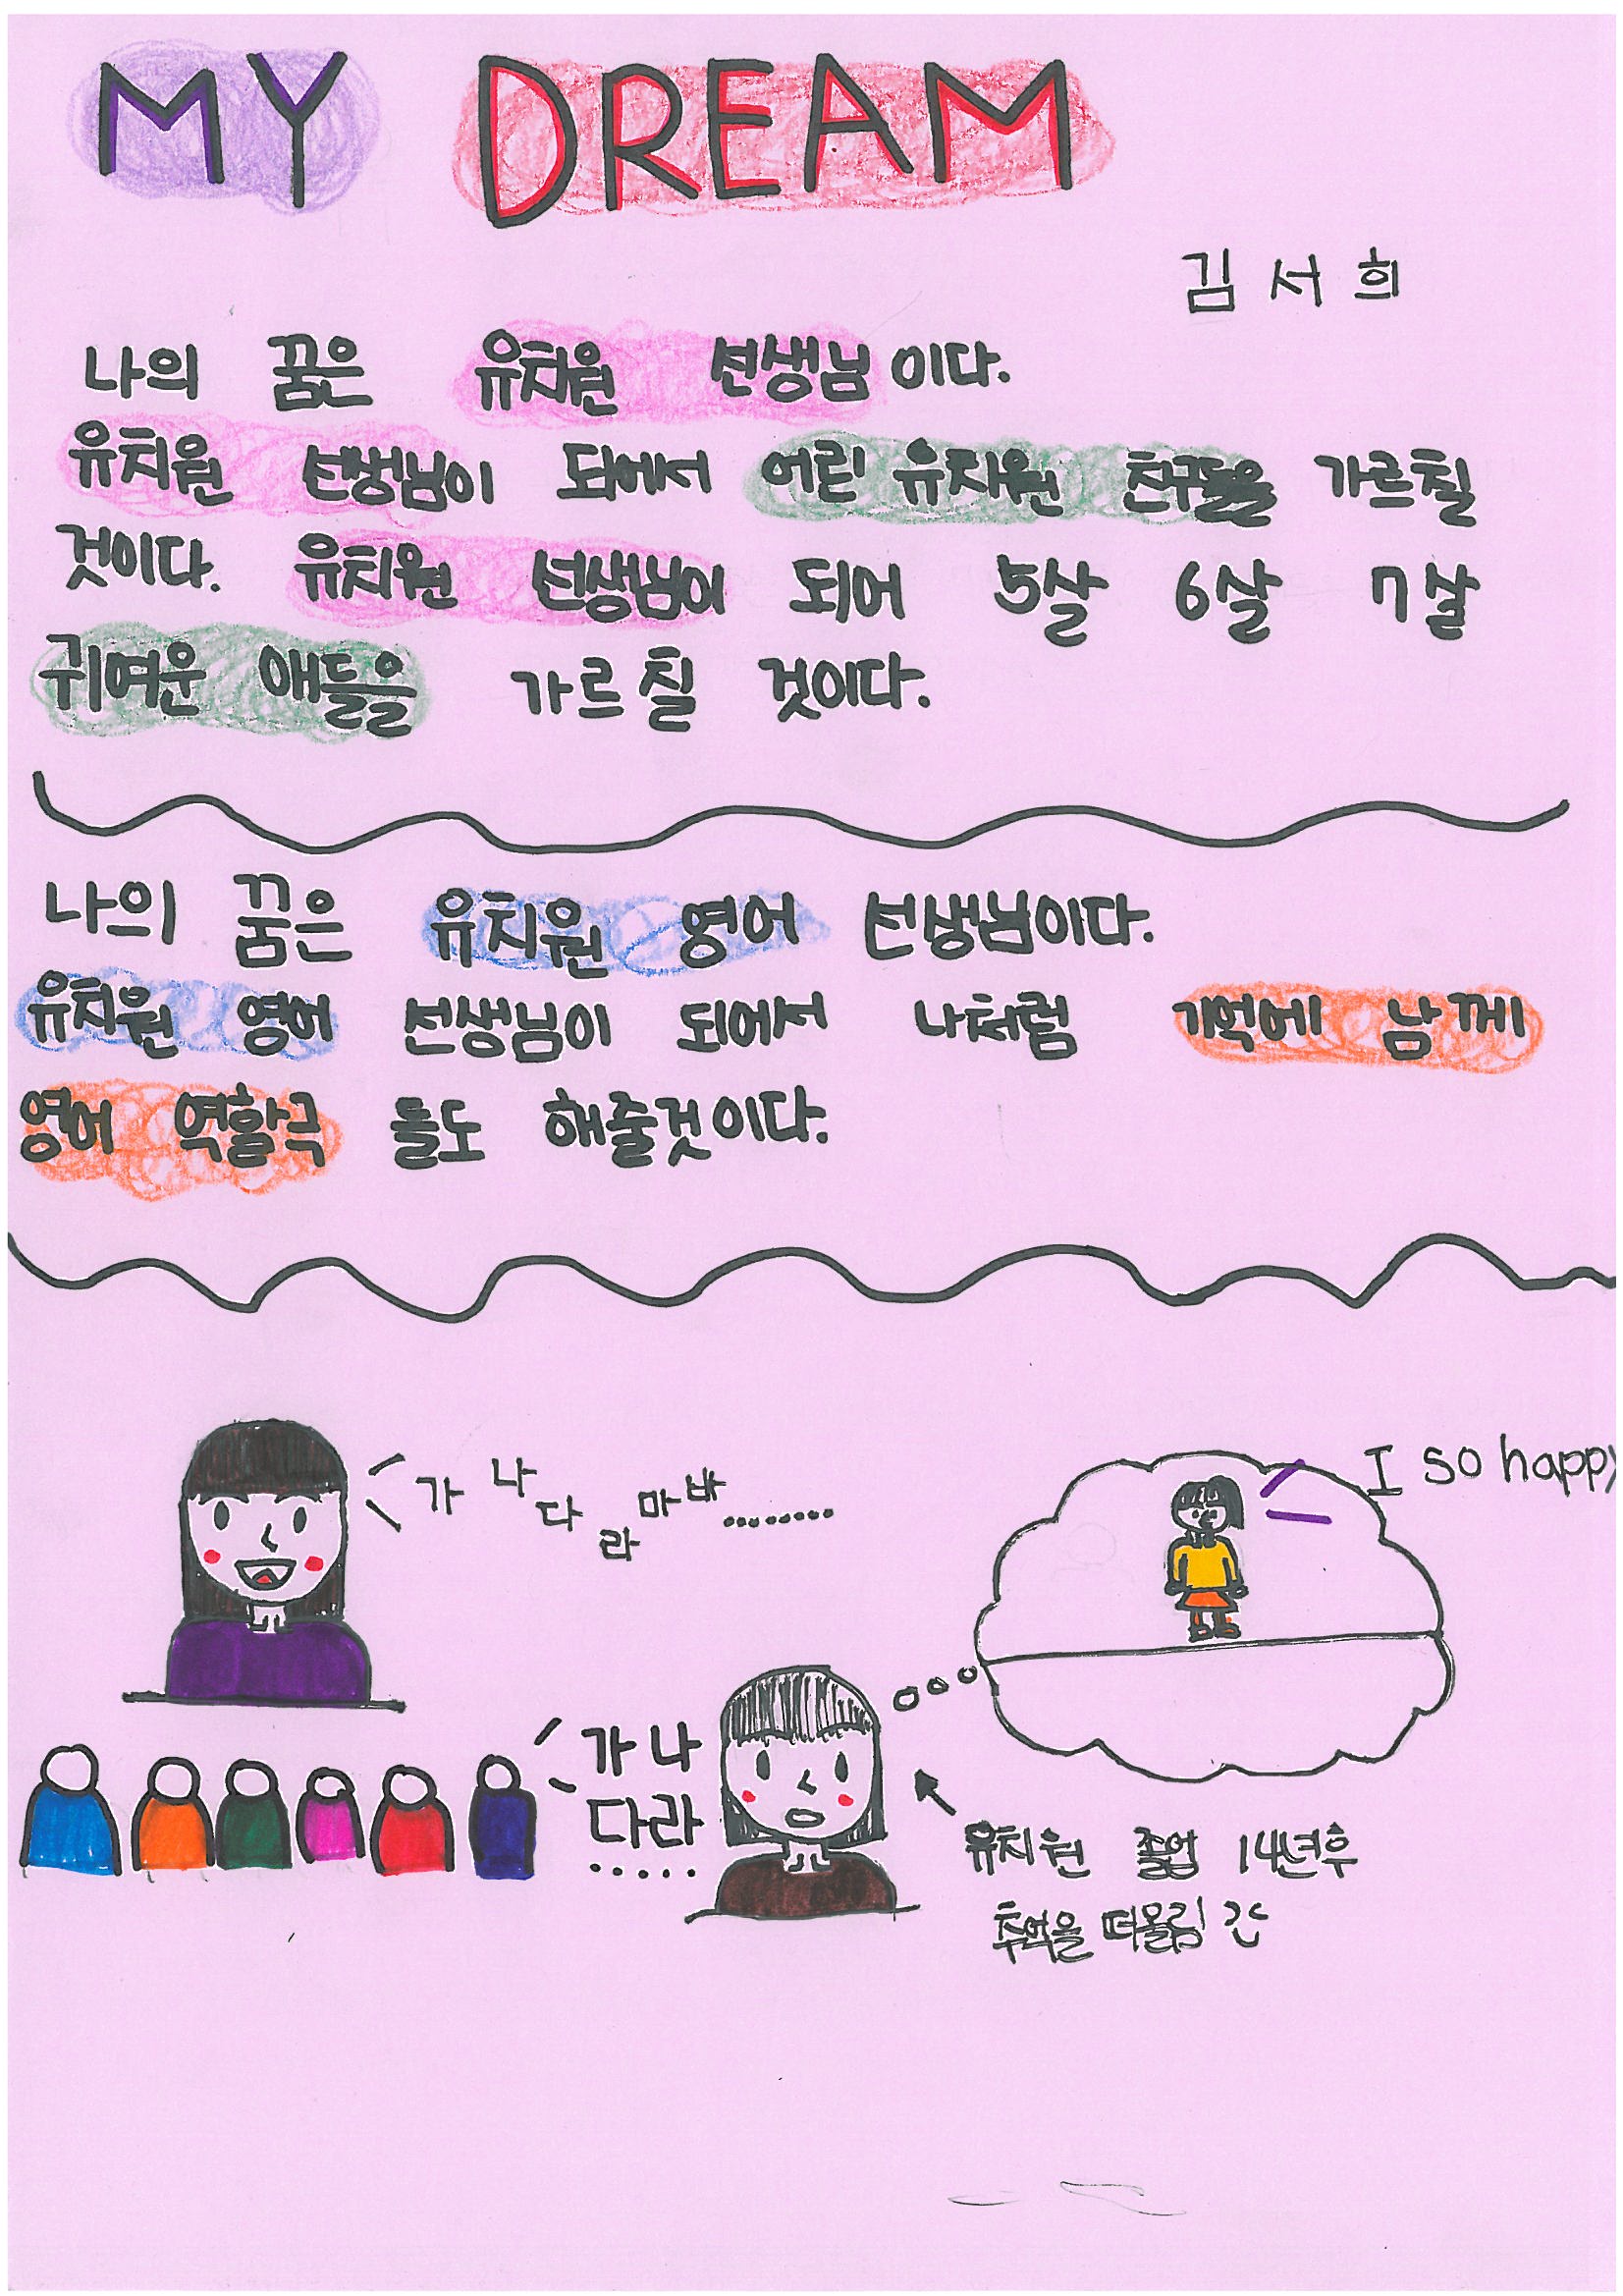 MY DREAM
김서희
나의 꿈은 유치원 선생님이다.
유치원 선생님이 되어서 어린 유치원 친구들을 가르칠
것이다. 유치원 선생님이 되어 5살 6살 7살
귀여운 애들을 가르칠 것이다.
나의 꿈은 유치원 영어 선생님이다.
유치원 영어 선생님이 되어서 나처럼 기억에 남께
영어 역할극 들도 해줄것이다.
가 나 다 라 마 바 ........
I so happy
가나
다라
.....
유치원 졸업 14년후
추억을 떠올림